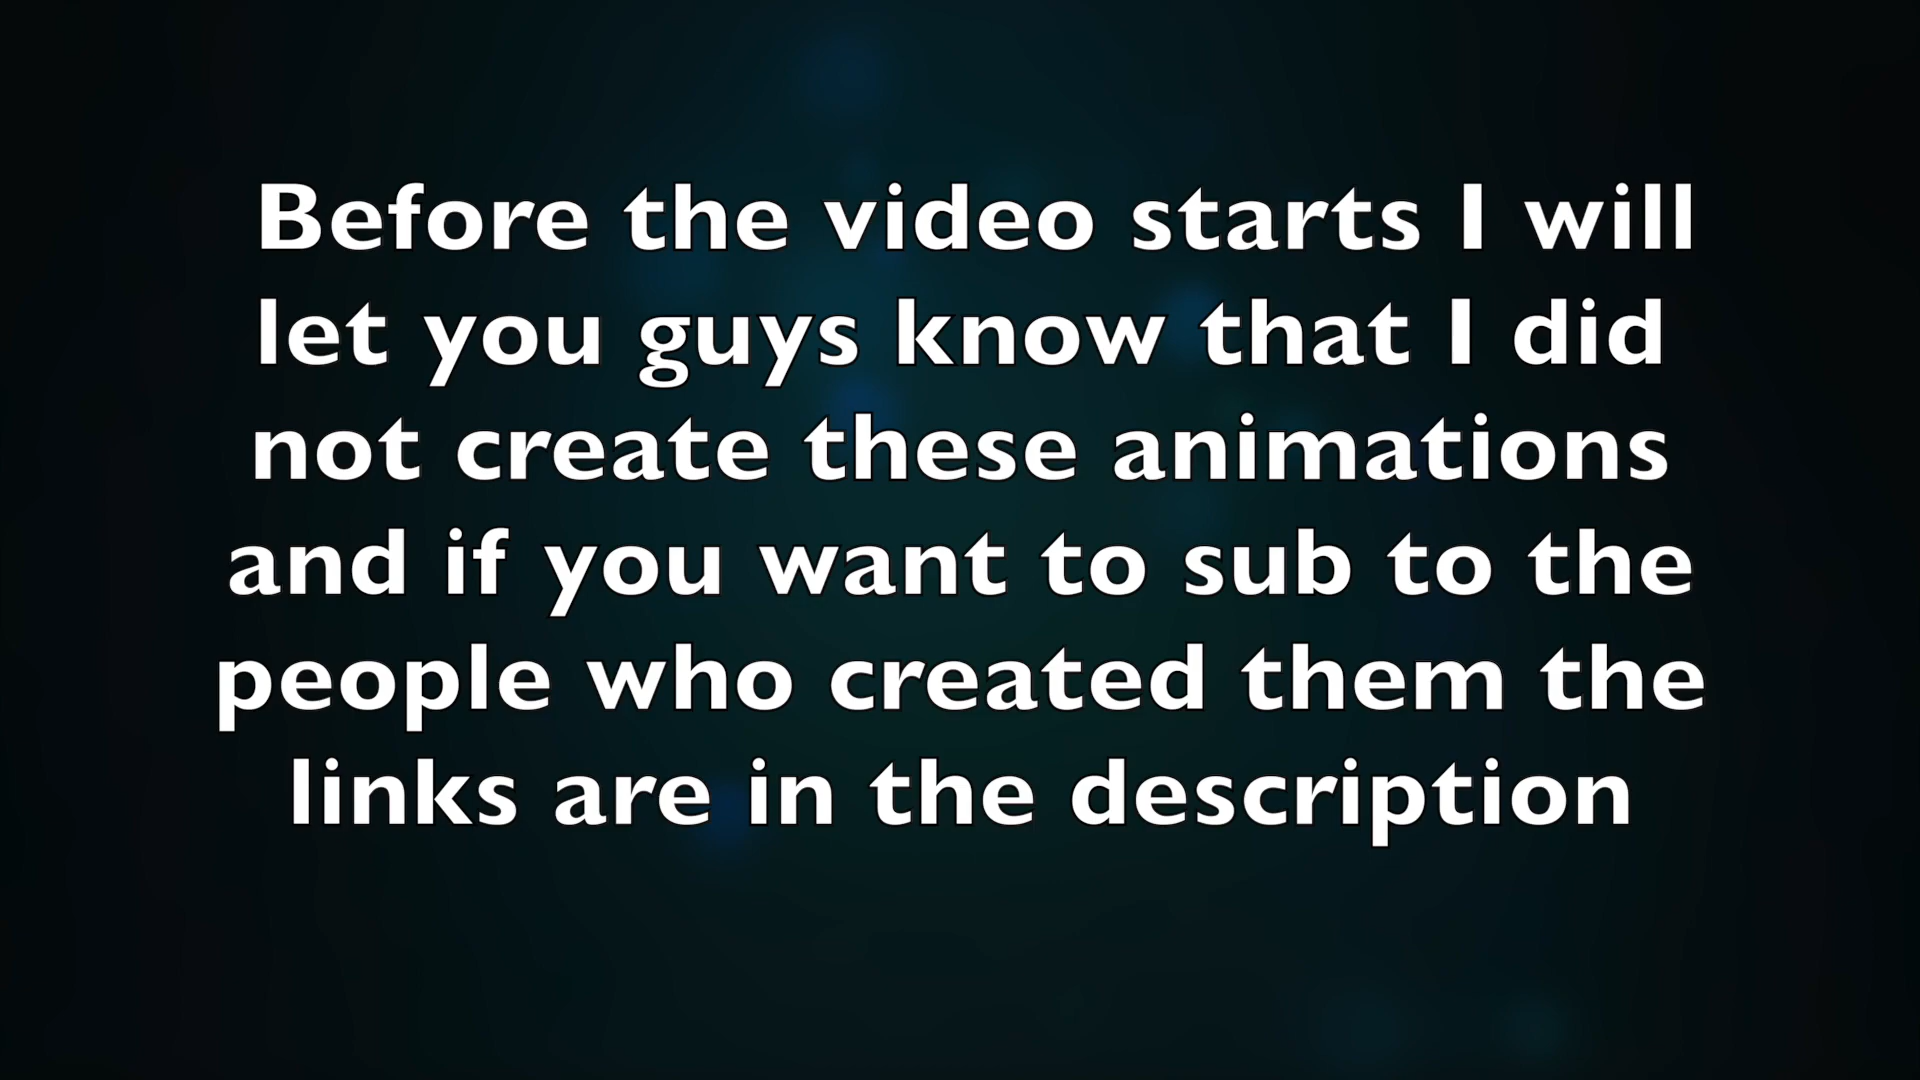 Before the video starts I will
let you guys know that I did
not create these animations
and if you want to sub to the
people who created them the
links are in the description